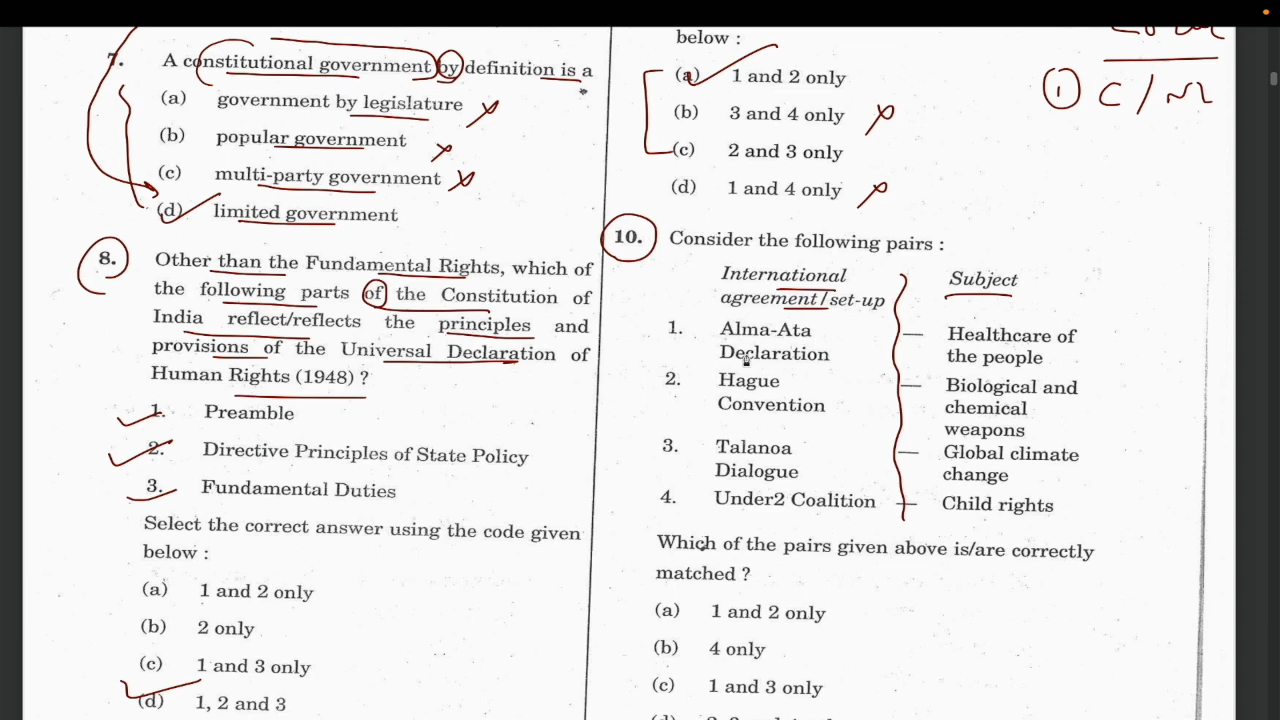 7. A constitutional government by definition is a
(a) government by legislature
(b) popular government
(c) multi-party government
(d) limited government
8. Other than the Fundamental Rights, which of
the following parts of the Constitution of
India reflect/reflects the principles and
provisions of the Universal Declaration of
Human Rights (1948) ?
1. Preamble
2. Directive Principles of State Policy
3. Fundamental Duties
Select the correct answer using the code given
below :
(a) 1 and 2 only
(b) 2 only
(c) 1 and 3 only
(d) 1, 2 and 3
below :
(a) 1 and 2 only
(b) 3 and 4 only
(c) 2 and 3 only
(d) 1 and 4 only
① C /
10. Consider the following pairs :
International Subject
agreement/set-up
1. Alma-Ata — Healthcare of
Declaration the people
2. Hague — Biological and
Convention chemical
weapons
3. Talanoa — Global climate
Dialogue change
4. Under2 Coalition — Child rights
Which of the pairs given above is/are correctly
matched ?
(a) 1 and 2 only
(b) 4 only
(c) 1 and 3 only